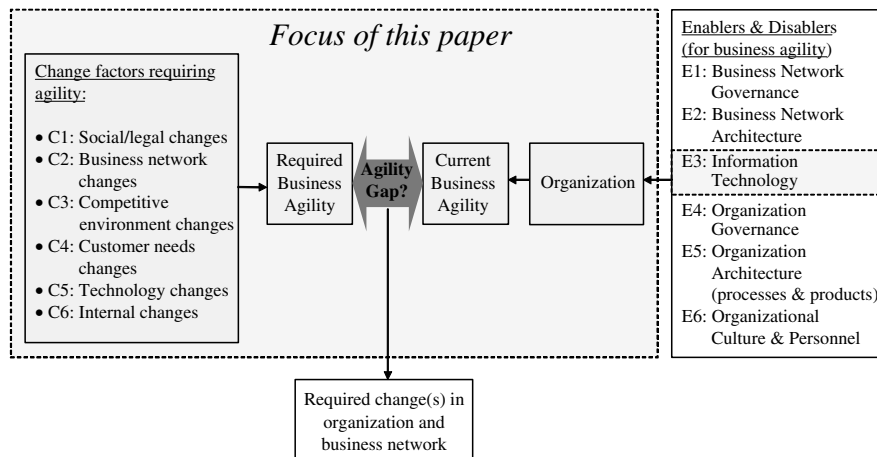 Focus of this paper
Change factors requiring
agility:
• C1: Social/legal changes
• C2: Business network
changes
• C3: Competitive
environment changes
• C4: Customer needs
changes
• C5: Technology changes
• C6: Internal changes
Required
Business
Agility
Agility
Gap?
Current
Business
Agility
Organization
Enablers & Disablers
(for business agility)
E1: Business Network
Governance
E2: Business Network
Architecture
E3: Information
Technology
E4: Organization
Governance
E5: Organization
Architecture
(processes & products)
E6: Organizational
Culture & Personnel
Required change(s) in
organization and
business network